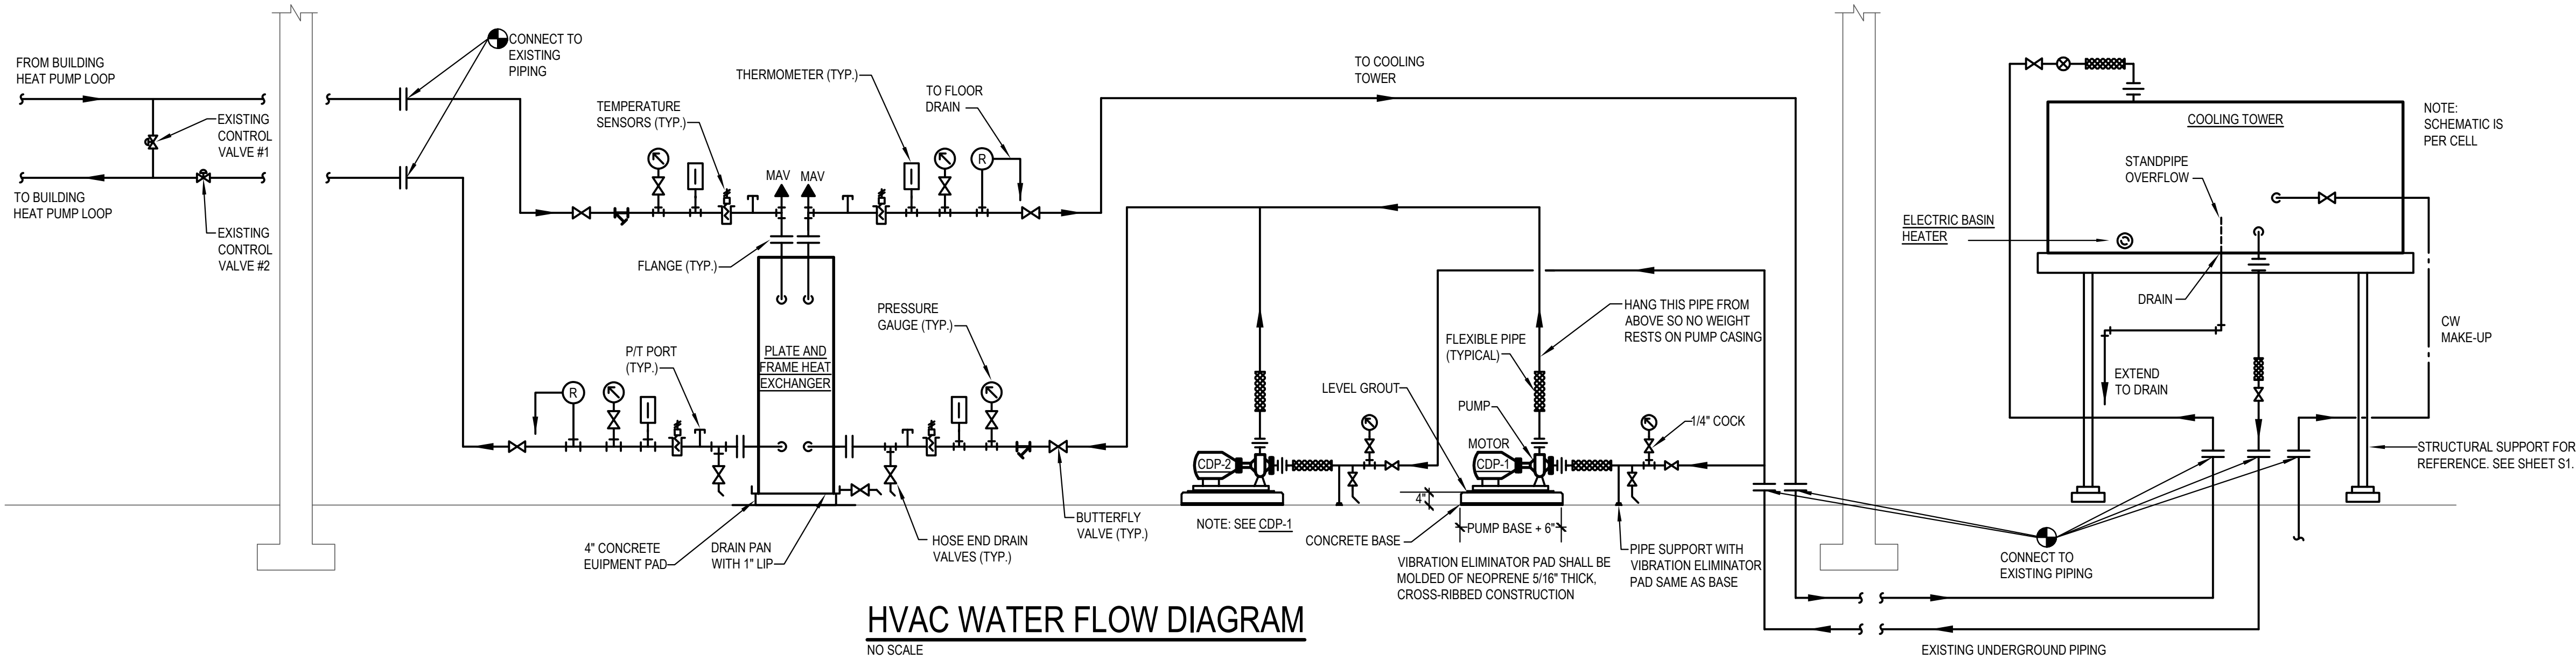 CONNECT TO
EXISTING
PIPING
FROM BUILDING
HEAT PUMP LOOP
EXISTING
CONTROL
VALVE #1
TO BUILDING
HEAT PUMP LOOP
EXISTING
CONTROL
VALVE #2
TEMPERATURE
SENSORS (TYP.)
THERMOMETER (TYP.)
TO FLOOR
DRAIN
R
MAV
MAV
FLANGE (TYP.)
TO COOLING
TOWER
PRESSURE
GAUGE (TYP.)
P/T PORT
(TYP.)
R
PLATE AND
FRAME HEAT
EXCHANGER
4" CONCRETE
EUIPMENT PAD
DRAIN PAN
WITH 1" LIP
HOSE END DRAIN
VALVES (TYP.)
BUTTERFLY
VALVE (TYP.)
CDP-2
NOTE: SEE CDP-1
HANG THIS PIPE FROM
ABOVE SO NO WEIGHT
RESTS ON PUMP CASING
FLEXIBLE PIPE
(TYPICAL)
LEVEL GROUT
PUMP
MOTOR
CDP-1
1/4" COCK
4"
PUMP BASE + 6"
CONCRETE BASE
VIBRATION ELIMINATOR PAD SHALL BE
MOLDED OF NEOPRENE 5/16" THICK,
CROSS-RIBBED CONSTRUCTION
PIPE SUPPORT WITH
VIBRATION ELIMINATOR
PAD SAME AS BASE
COOLING TOWER
NOTE:
SCHEMATIC IS
PER CELL
STANDPIPE
OVERFLOW
ELECTRIC BASIN
HEATER
DRAIN
CW
MAKE-UP
EXTEND
TO DRAIN
STRUCTURAL SUPPORT FOR
REFERENCE. SEE SHEET S1.
CONNECT TO
EXISTING PIPING
EXISTING UNDERGROUND PIPING
HVAC WATER FLOW DIAGRAM
NO SCALE